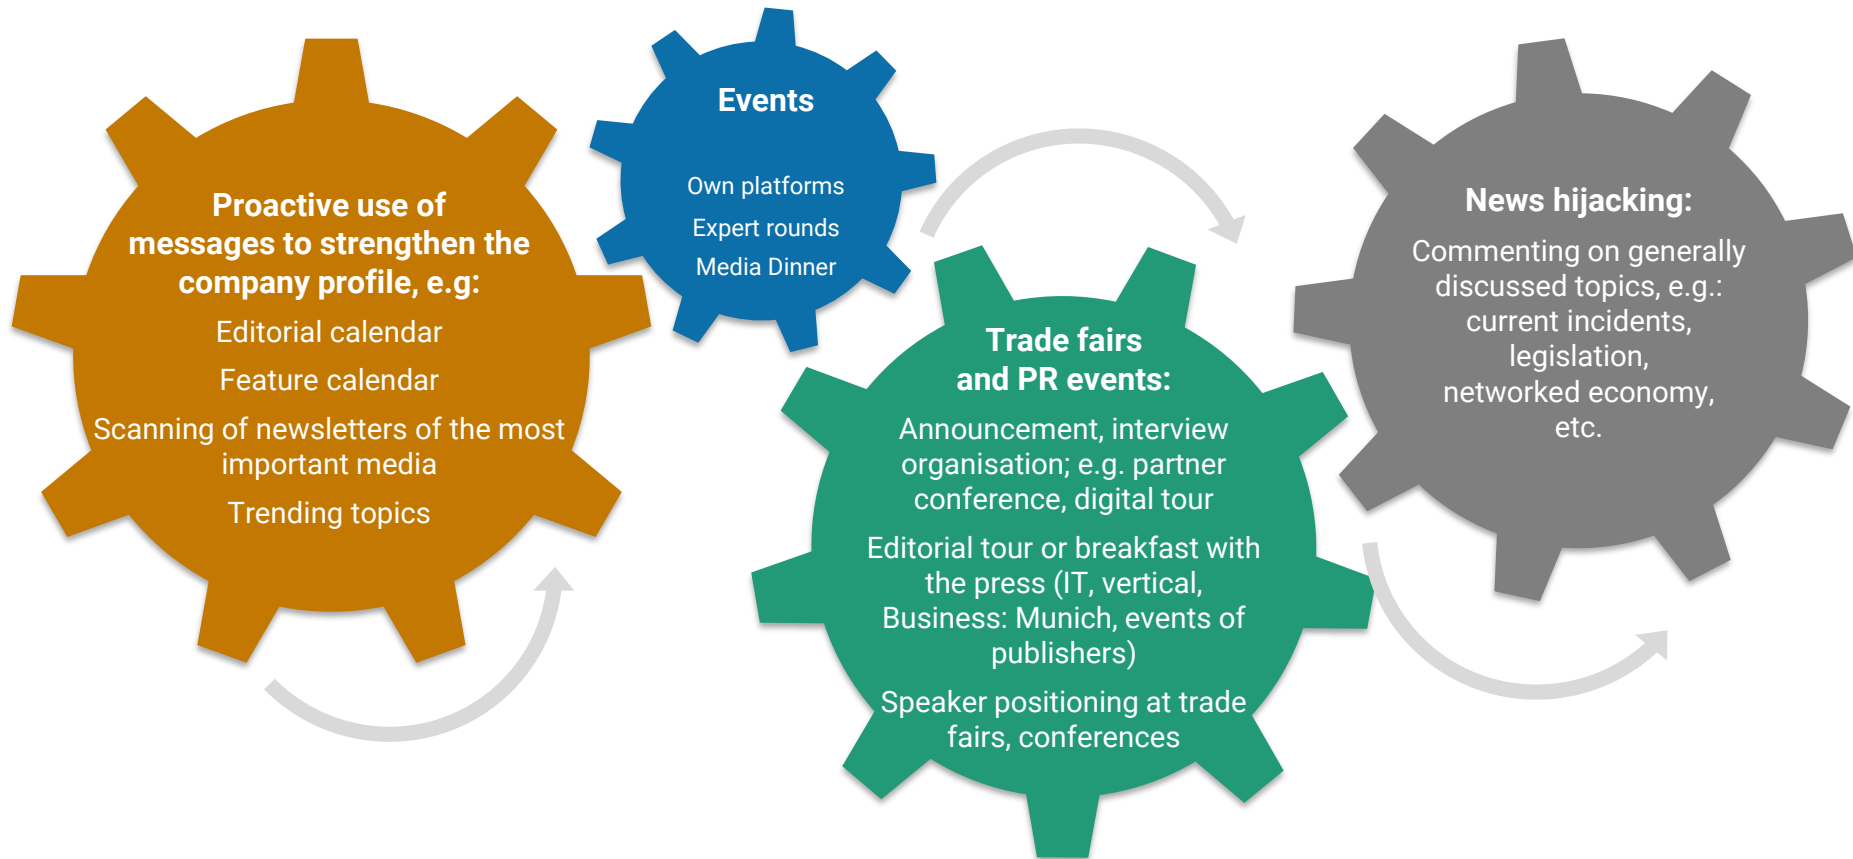 Proactive use of
messages to strengthen the
company profile, e.g:
Editorial calendar
Feature calendar
Scanning of newsletters of the most
important media
Trending topics
Events
Own platforms
Expert rounds
Media Dinner
Trade fairs
and PR events:
Announcement, interview
organisation; e.g. partner
conference, digital tour
Editorial tour or breakfast with
the press (IT, vertical,
Business: Munich, events of
publishers)
Speaker positioning at trade
fairs, conferences
News hijacking:
Commenting on generally
discussed topics, e.g.:
current incidents,
legislation,
networked economy,
etc.